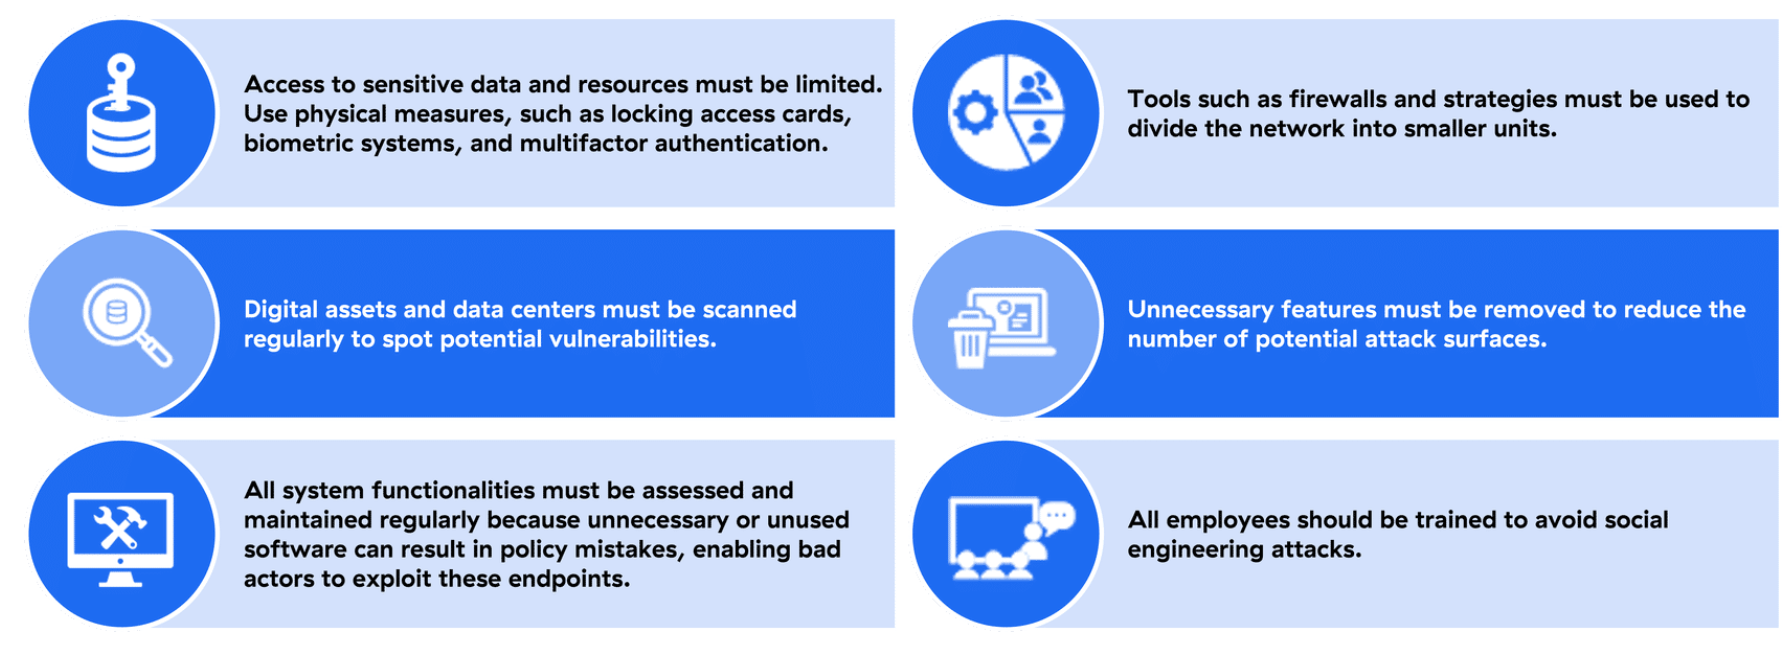 Access to sensitive data and resources must be limited.
Use physical measures, such as locking access cards,
biometric systems, and multifactor authentication.
Tools such as firewalls and strategies must be used to
divide the network into smaller units.
Digital assets and data centers must be scanned
regularly to spot potential vulnerabilities.
Unnecessary features must be removed to reduce the
number of potential attack surfaces.
All system functionalities must be assessed and
maintained regularly because unnecessary or unused
software can result in policy mistakes, enabling bad
actors to exploit these endpoints.
All employees should be trained to avoid social
engineering attacks.